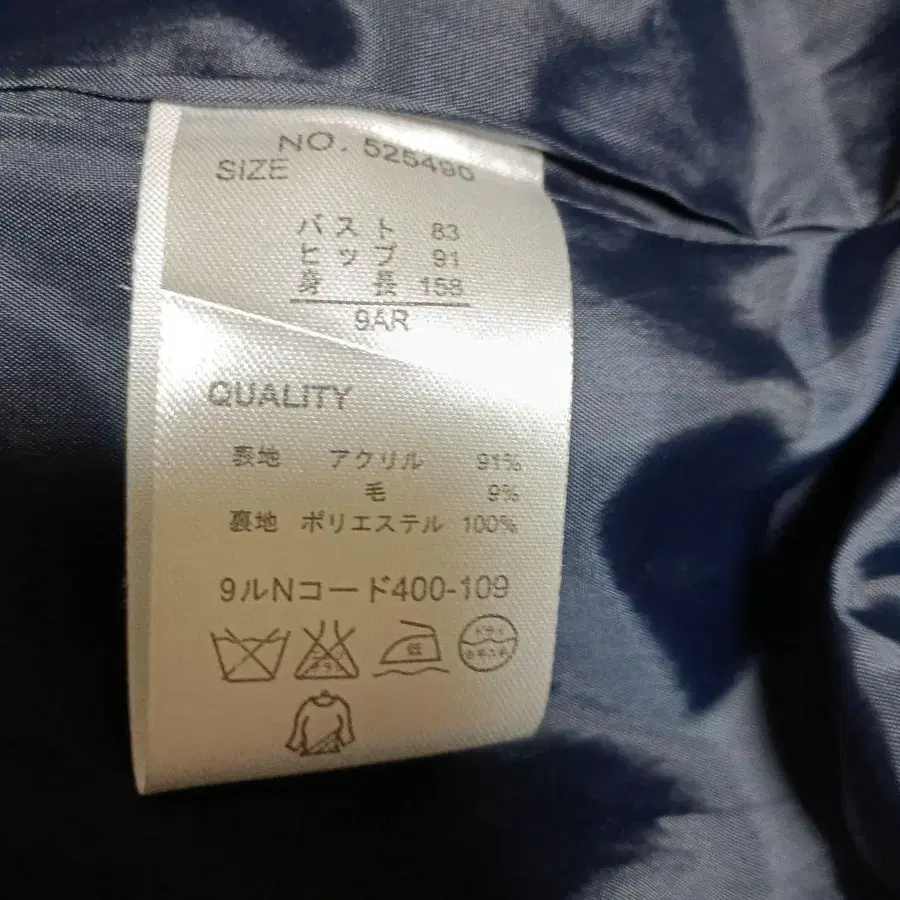 NO. 525490
SIZE
バスト 83
ヒップ 91
身長 158
9AR
QUALITY
表地 アクリル 91%
毛 9%
裏地 ポリエステル 100%
9ルNコード400-109
低